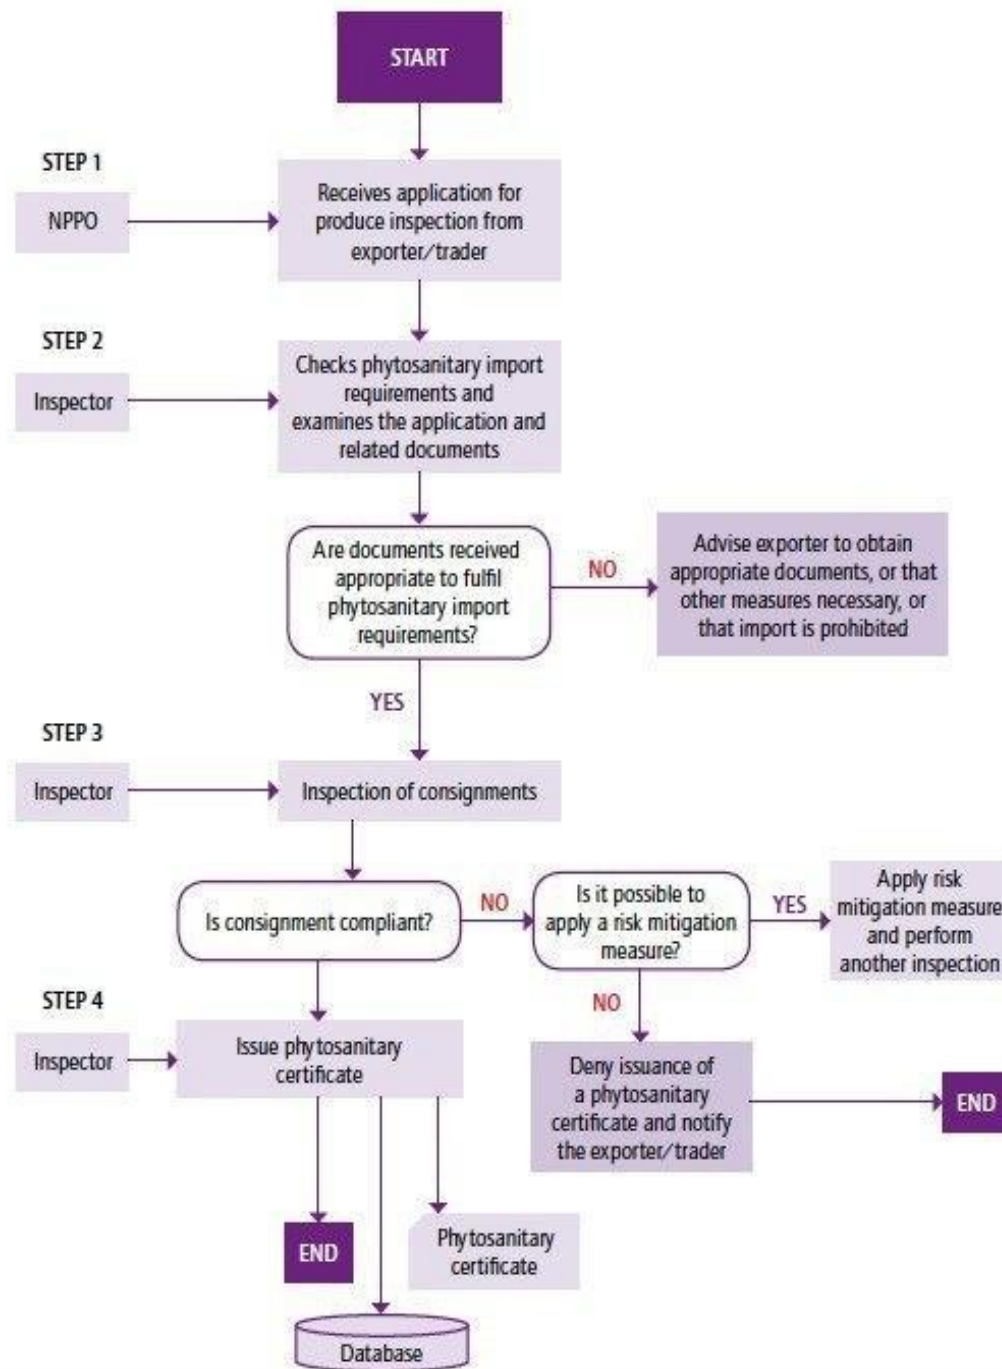 START
STEP 1
NPPO
Receives application for
produce inspection from
exporter/trader
STEP 2
Inspector
Checks phytosanitary import
requirements and
examines the application and
related documents
Are documents received
appropriate to fulfil
phytosanitary import
requirements?
NO
Advise exporter to obtain
appropriate documents, or that
other measures necessary, or
that import is prohibited
YES
STEP 3
Inspector
Inspection of consignments
Is consignment compliant?
NO
Is it possible to
apply a risk mitigation
measure?
YES
Apply risk
mitigation measure
and perform
another inspection
NO
STEP 4
Inspector
Issue phytosanitary
certificate
Deny issuance of
a phytosanitary
certificate and notify
the exporter/trader
END
END
Phytosanitary
certificate
Database